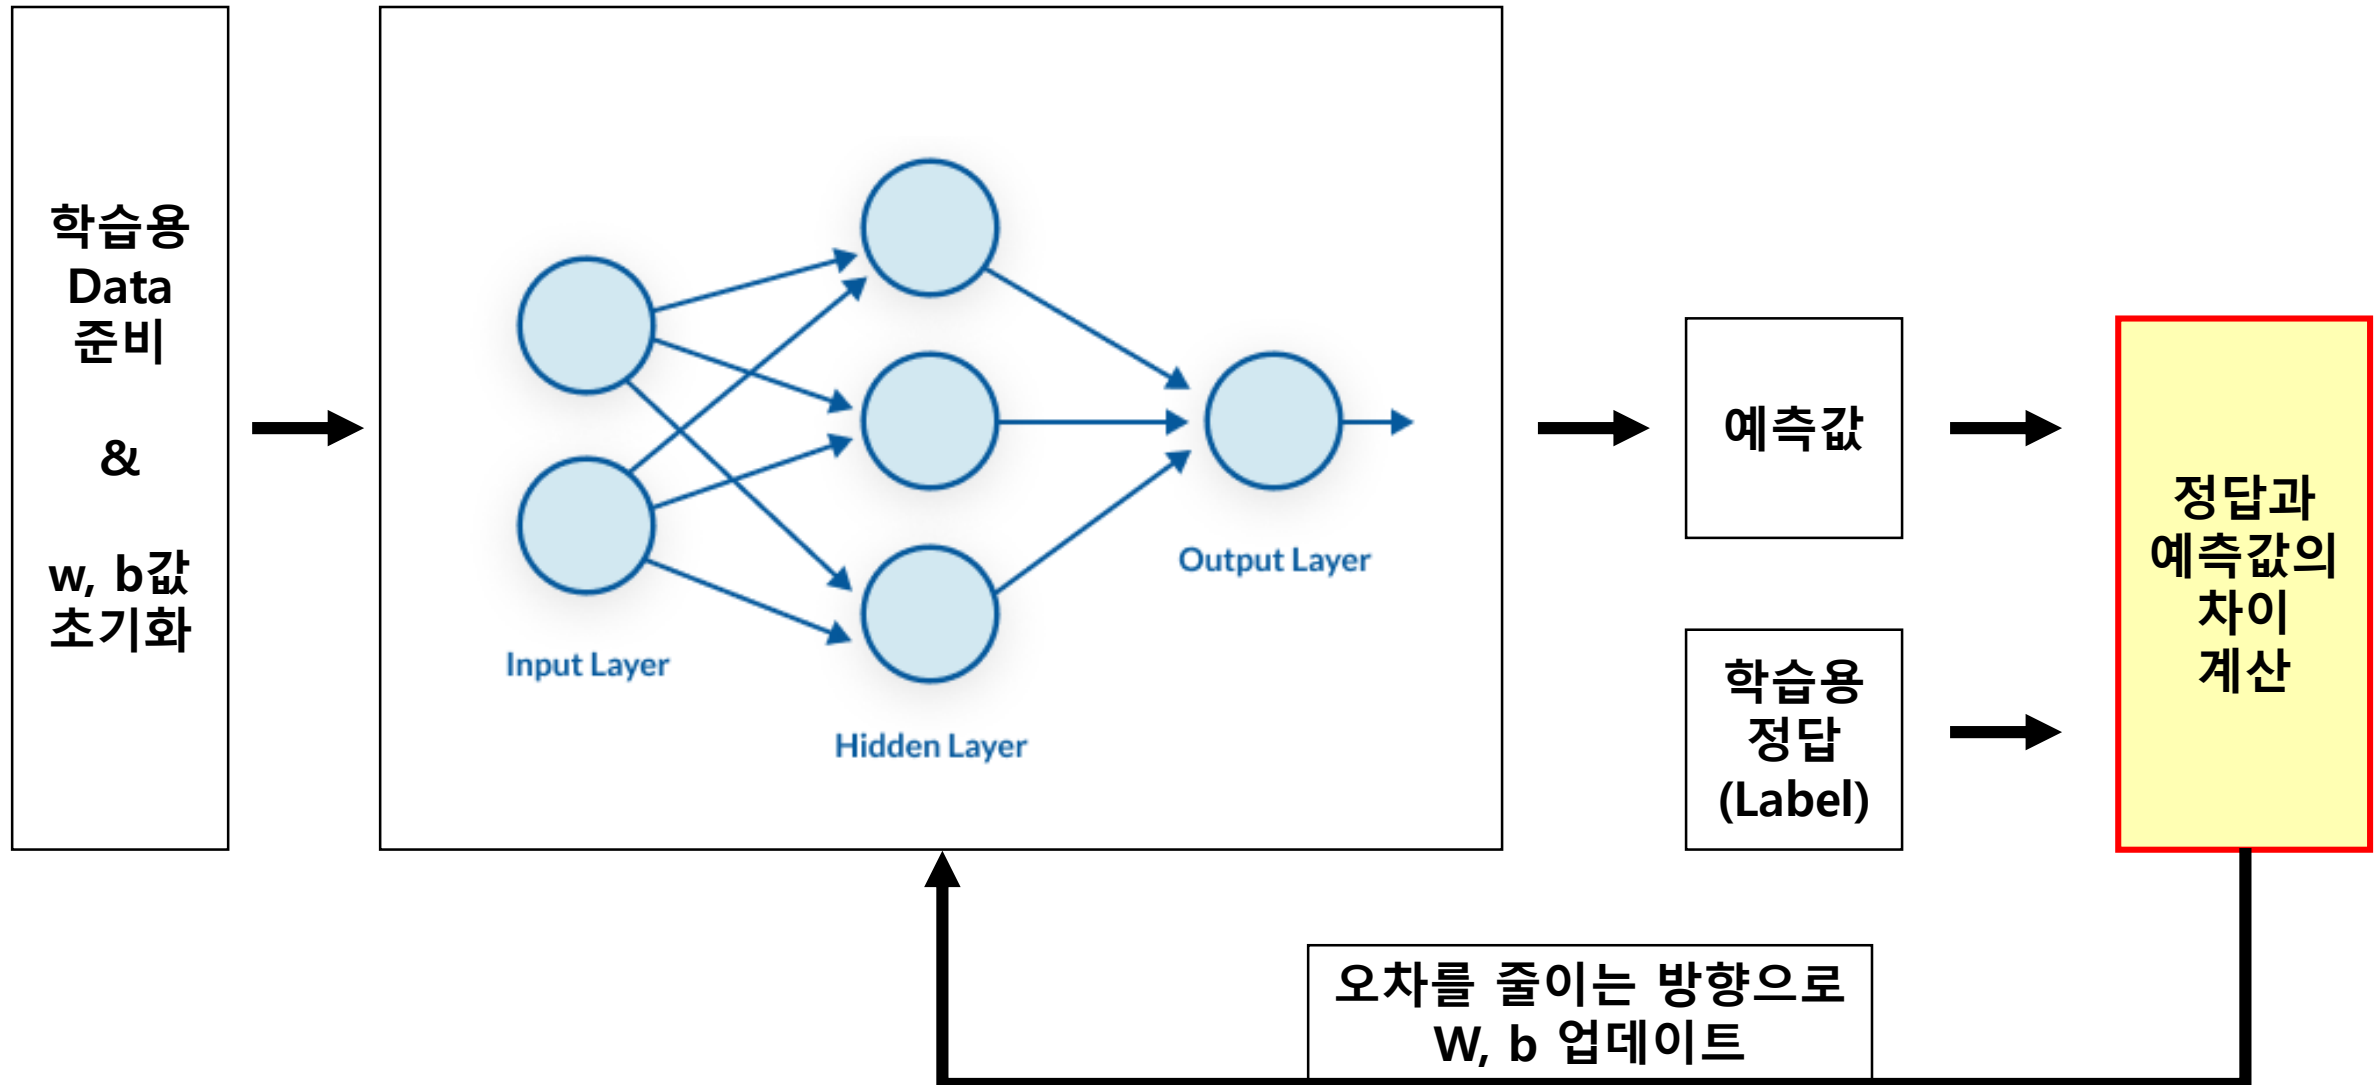 학습용
Data
준비
&
w, b값
초기화
Input Layer
Hidden Layer
Output Layer
예측값
학습용
정답
(Label)
정답과
예측값의
차이
계산
오차를 줄이는 방향으로
W, b 업데이트